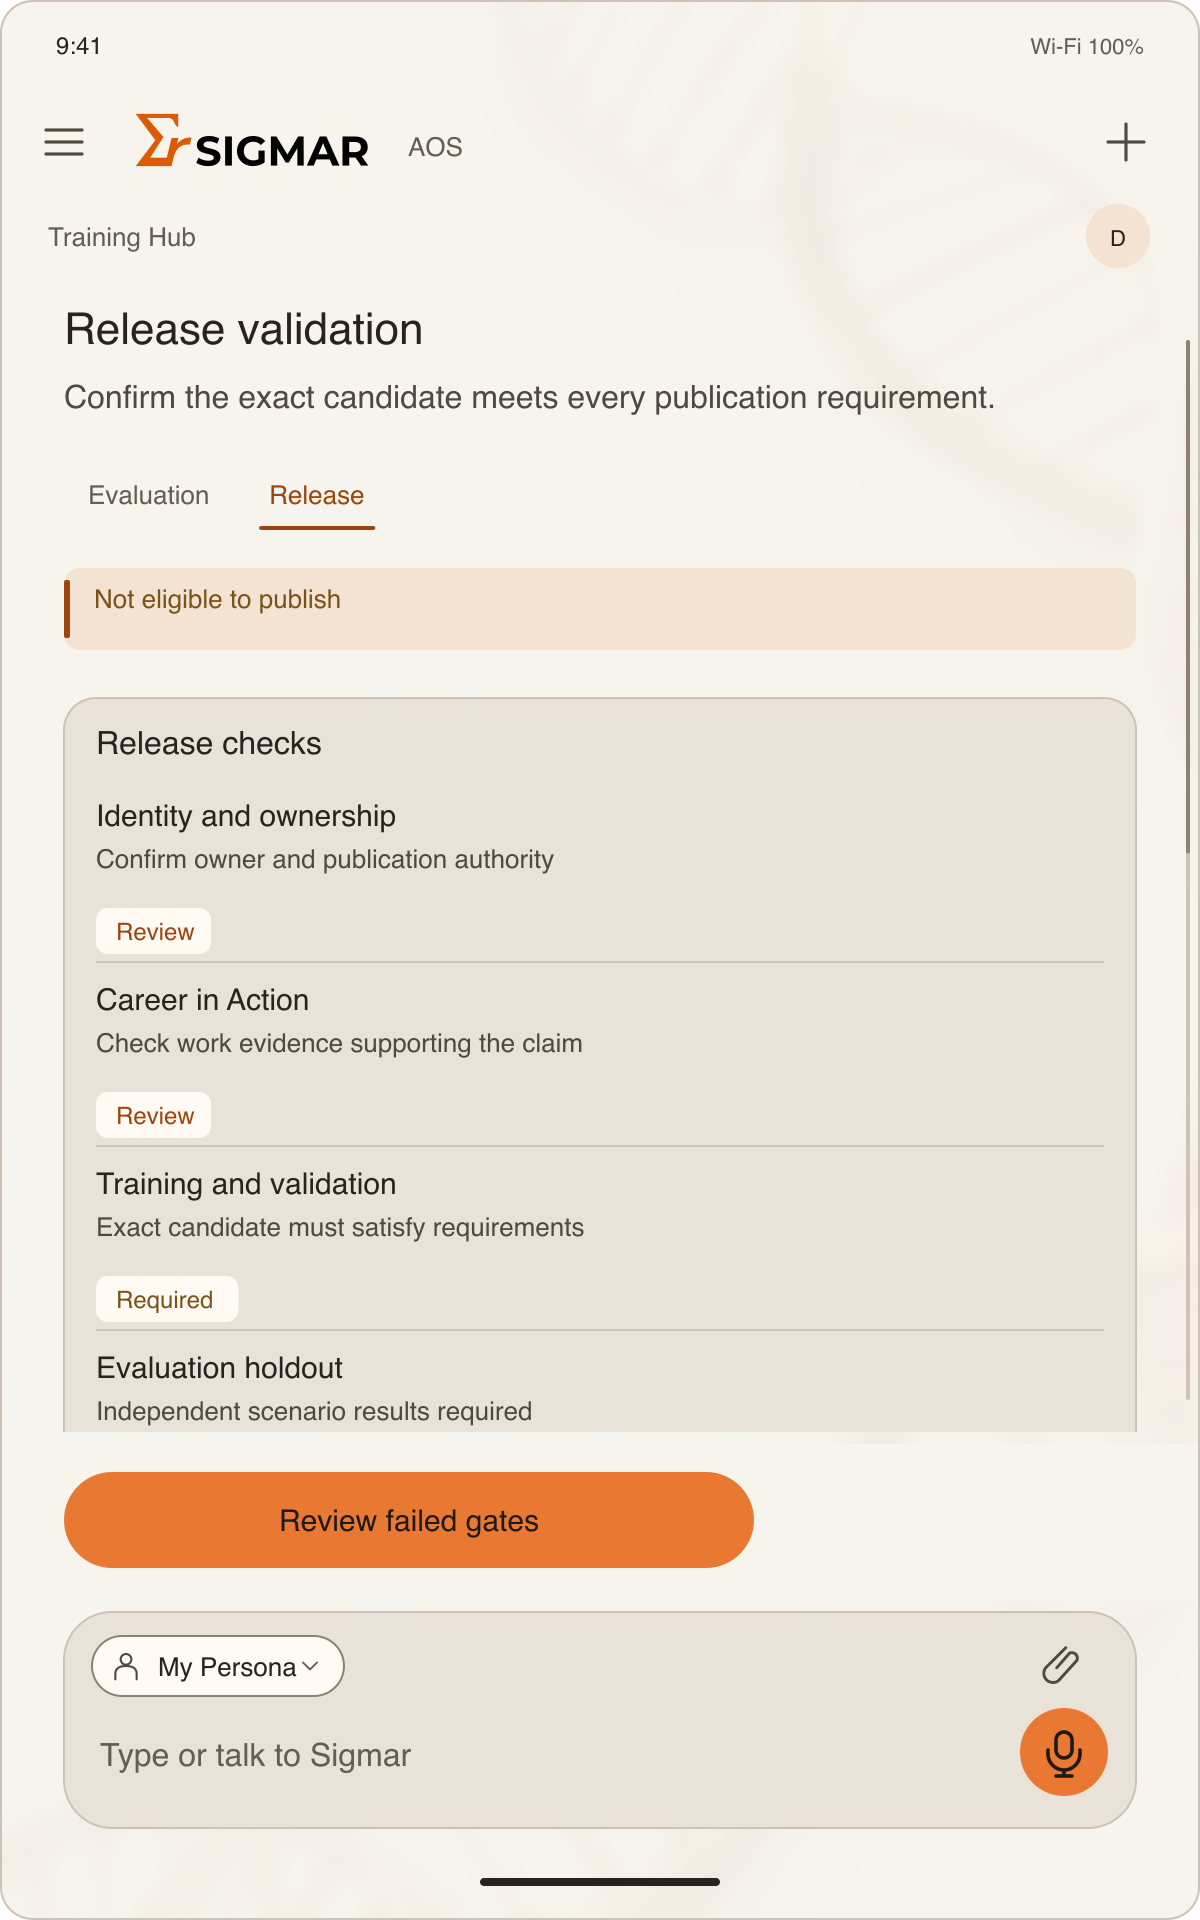 9:41
Wi-Fi 100%
Σr SIGMAR AOS
Training Hub
D
Release validation
Confirm the exact candidate meets every publication requirement.
Evaluation
Release
Not eligible to publish
Release checks
Identity and ownership
Confirm owner and publication authority
Review
Career in Action
Check work evidence supporting the claim
Review
Training and validation
Exact candidate must satisfy requirements
Required
Evaluation holdout
Independent scenario results required
Review failed gates
My Persona
Type or talk to Sigmar